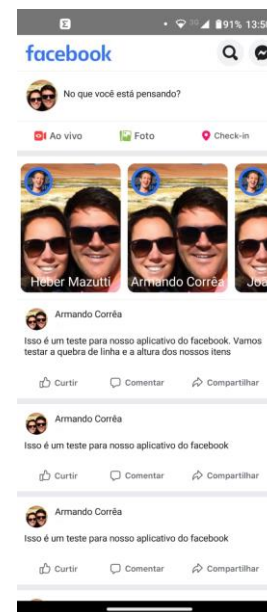 91% 13:50
facebook
No que você está pensando?
Ao vivo
Foto
Check-in
Heber Mazutti
Armando Corrêa
Joa
Armando Corrêa
Isso é um teste para nosso aplicativo do facebook. Vamos
testar a quebra de linha e a altura dos nossos itens
Curtir
Comentar
Compartilhar
Armando Corrêa
Isso é um teste para nosso aplicativo do facebook
Curtir
Comentar
Compartilhar
Armando Corrêa
Isso é um teste para nosso aplicativo do facebook
Curtir
Comentar
Compartilhar